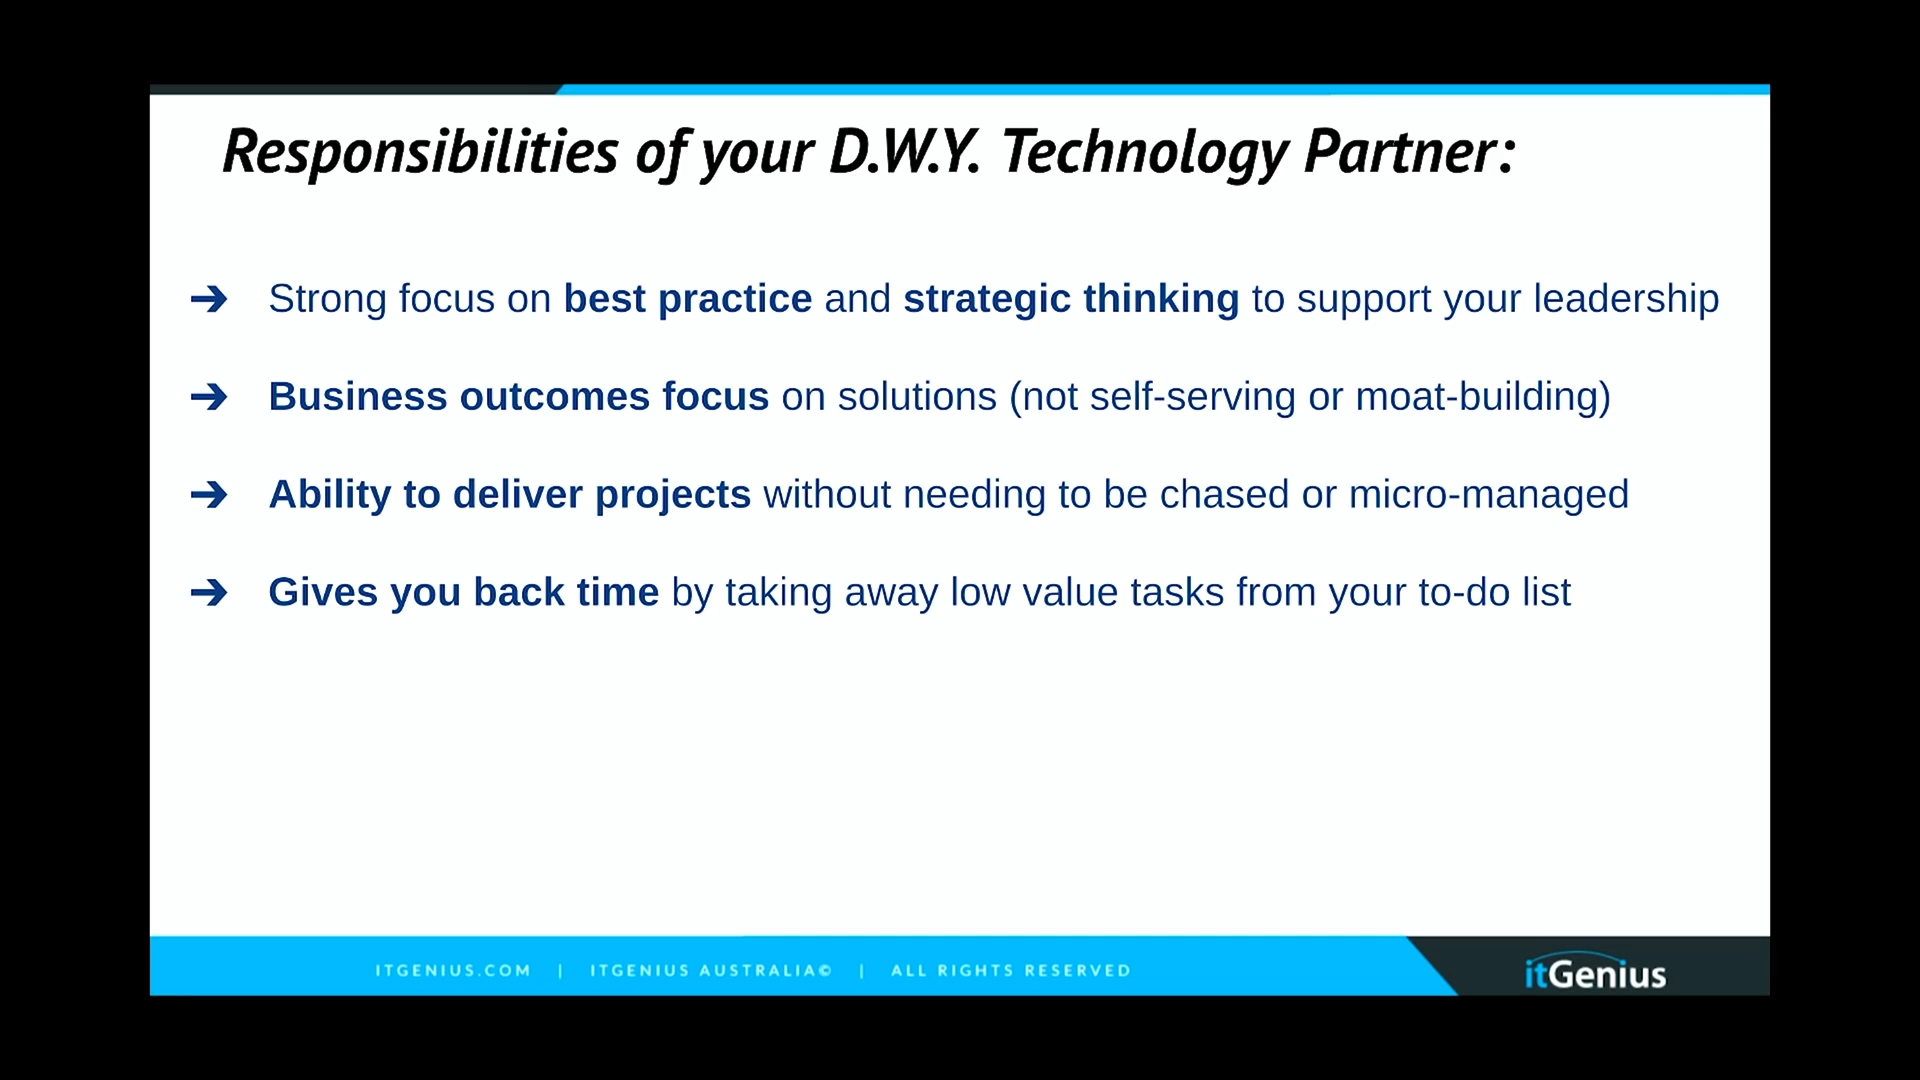 Responsibilities of your D.W.Y. Technology Partner:
➔ Strong focus on best practice and strategic thinking to support your leadership
➔ Business outcomes focus on solutions (not self-serving or moat-building)
➔ Ability to deliver projects without needing to be chased or micro-managed
➔ Gives you back time by taking away low value tasks from your to-do list
ITGENIUS.COM | ITGENIUS AUSTRALIA© | ALL RIGHTS RESERVED
itGenius